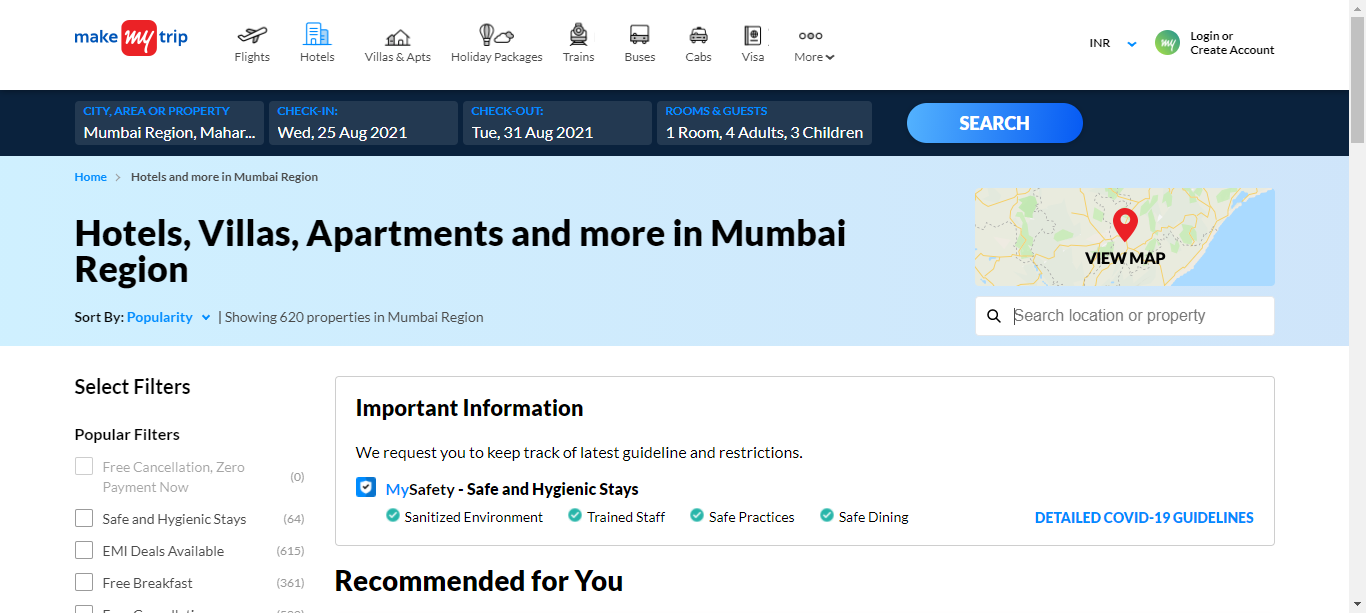 make my trip
Flights
Hotels
Villas & Apts
Holiday Packages
Trains
Buses
Cabs
Visa
More
INR
my
Login or
Create Account
CITY, AREA OR PROPERTY
Mumbai Region, Mahar...
CHECK-IN:
Wed, 25 Aug 2021
CHECK-OUT:
Tue, 31 Aug 2021
ROOMS & GUESTS
1 Room, 4 Adults, 3 Children
SEARCH
Home > Hotels and more in Mumbai Region
Hotels, Villas, Apartments and more in Mumbai
Region
VIEW MAP
Sort By: Popularity | Showing 620 properties in Mumbai Region
Search location or property
Select Filters
Popular Filters
Free Cancellation, Zero
Payment Now (0)
Safe and Hygienic Stays (64)
EMI Deals Available (615)
Free Breakfast (361)
Important Information
We request you to keep track of latest guideline and restrictions.
MySafety - Safe and Hygienic Stays
Sanitized Environment Trained Staff Safe Practices Safe Dining
DETAILED COVID-19 GUIDELINES
Recommended for You